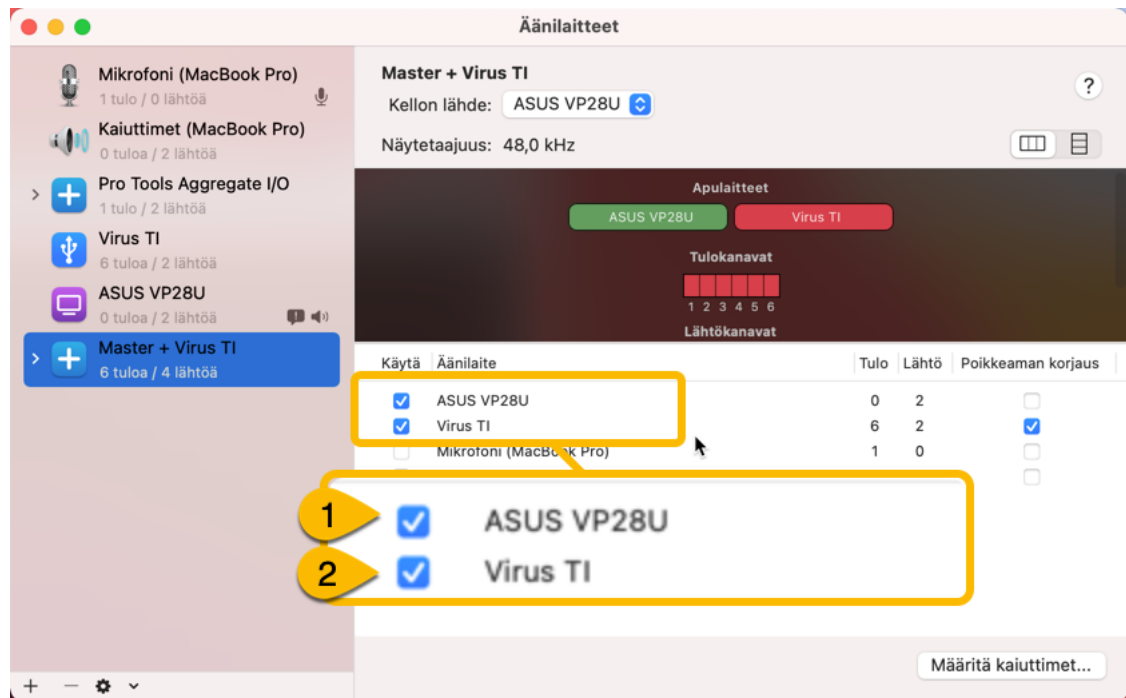 Äänilaitteet
Mikrofoni (MacBook Pro)
1 tulo / 0 lähtöä
Kaiuttimet (MacBook Pro)
0 tuloa / 2 lähtöä
Pro Tools Aggregate I/O
1 tulo / 2 lähtöä
Virus TI
6 tuloa / 2 lähtöä
ASUS VP28U
0 tuloa / 2 lähtöä
Master + Virus TI
6 tuloa / 4 lähtöä
Master + Virus TI
?
Kellon lähde: ASUS VP28U
Näytetaajuus: 48,0 kHz
Apulaitteet
ASUS VP28U Virus TI
Tulokanavat
1 2 3 4 5 6
Lähtökanavat
Käytä Äänilaite Tulo Lähtö Poikkeaman korjaus
ASUS VP28U 0 2
Virus TI 6 2
Mikrofoni (MacBook Pro) 1 0
1 ASUS VP28U
2 Virus TI
Määritä kaiuttimet...